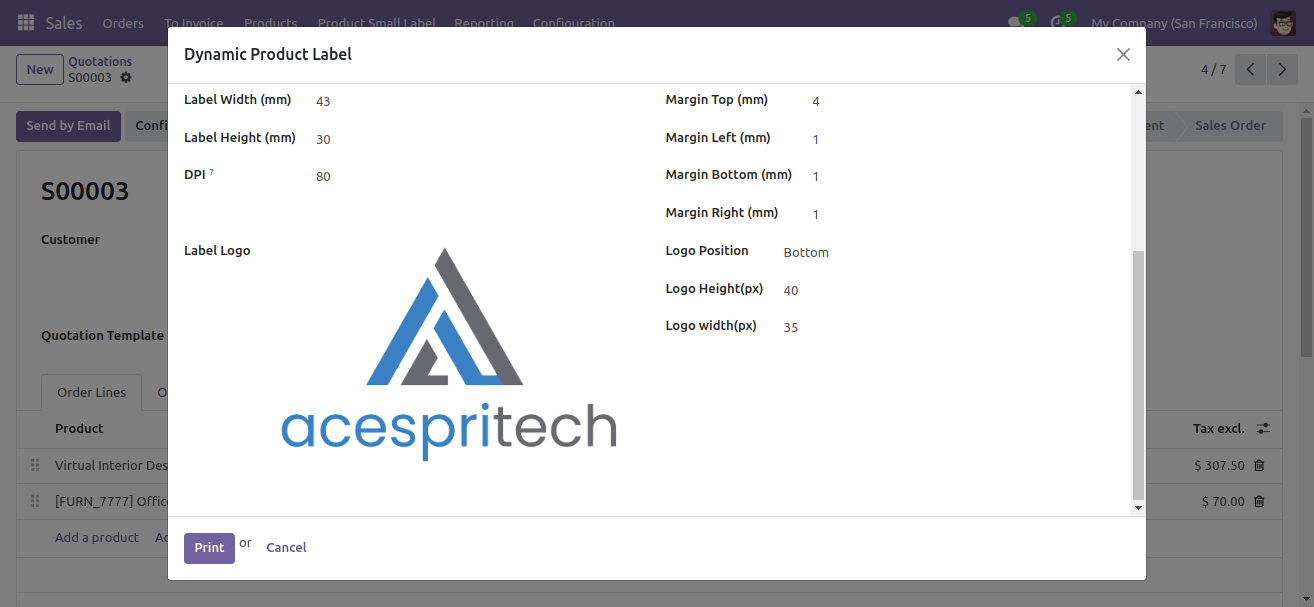 Sales Orders To Invoice Products Product Small Label Reporting Configuration 5 5 My Company (San Francisco)
Dynamic Product Label
New Quotations
S00003
4 / 7
Send by Email Confi
ent Sales Order
S00003
Customer
Quotation Template
Order Lines O
Product
Tax excl.
Virtual Interior Des
$ 307.50
[FURN_7777] Office
$ 70.00
Add a product Ac
Label Width (mm) 43
Label Height (mm) 30
DPI ? 80
Margin Top (mm) 4
Margin Left (mm) 1
Margin Bottom (mm) 1
Margin Right (mm) 1
Label Logo
acespritech
Logo Position Bottom
Logo Height(px) 40
Logo width(px) 35
Print or Cancel